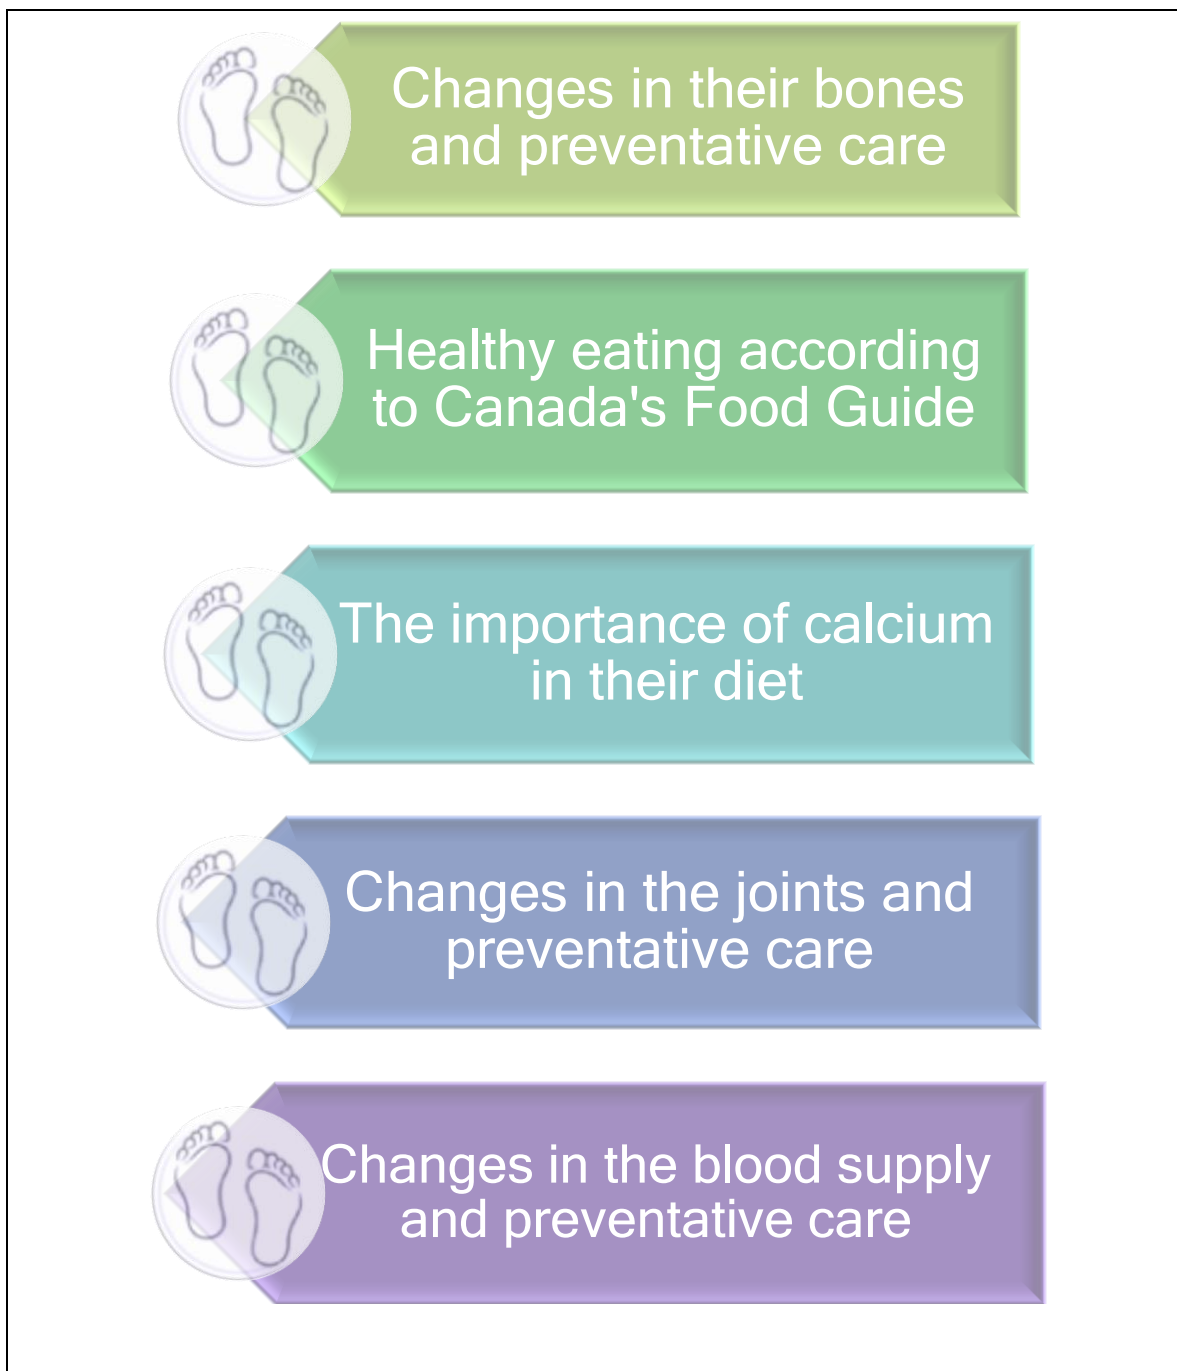 Changes in their bones
and preventative care
Healthy eating according
to Canada's Food Guide
The importance of calcium
in their diet
Changes in the joints and
preventative care
Changes in the blood supply
and preventative care